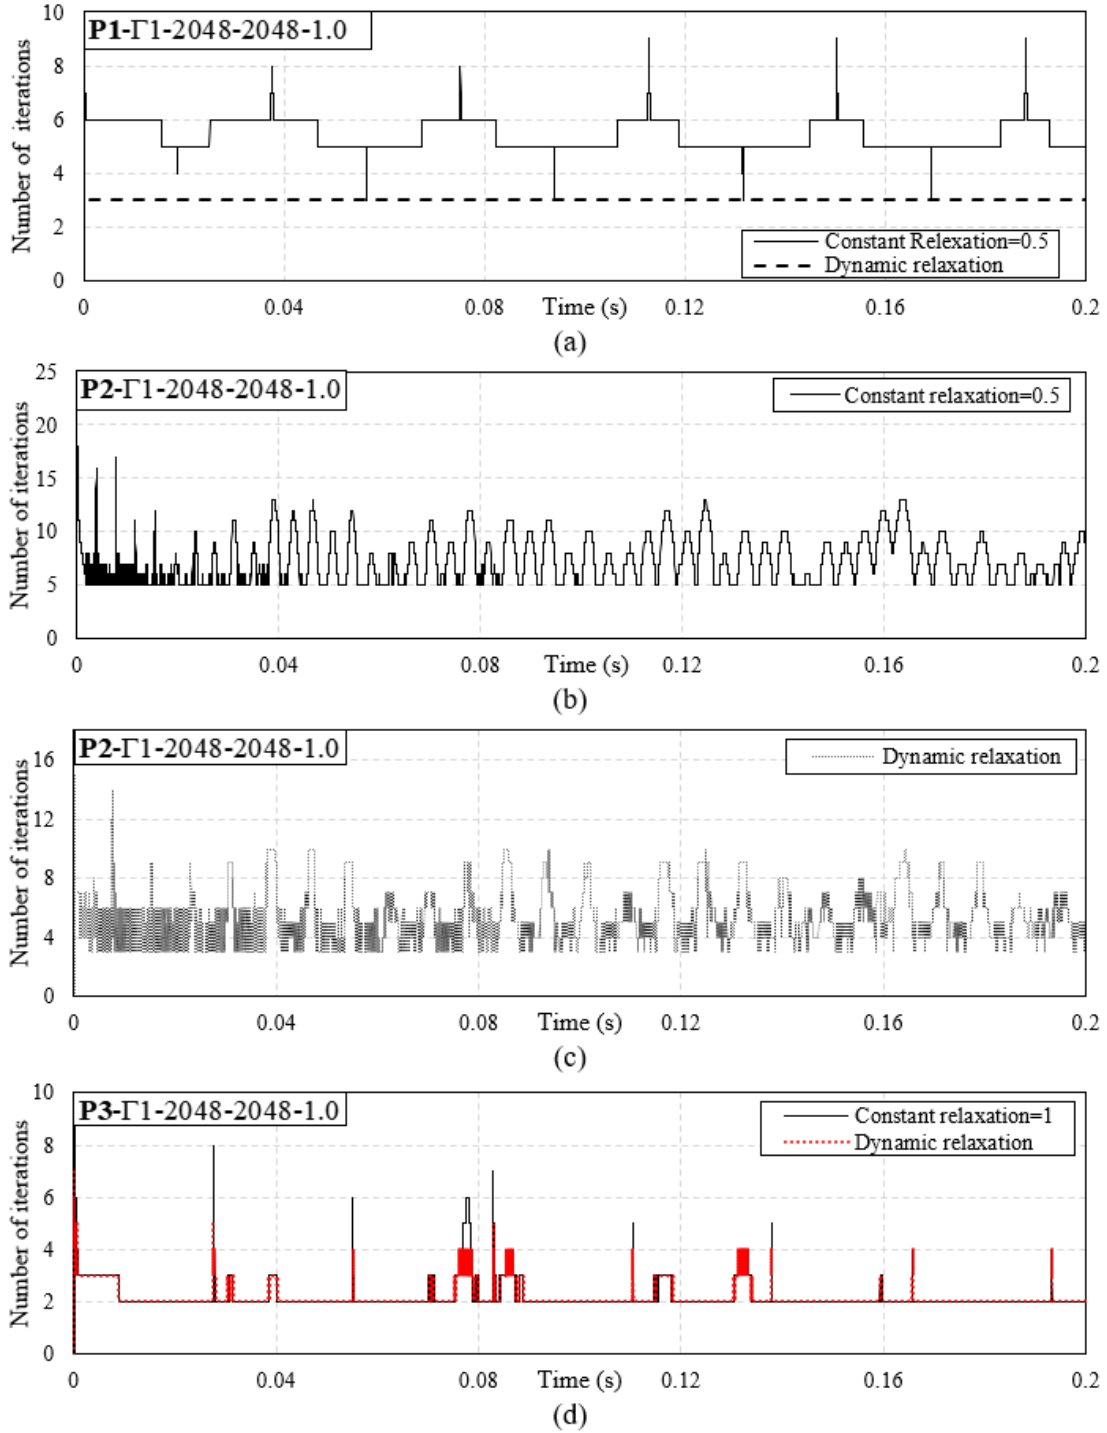 P1-Γ1-2048-2048-1.0
Number of iterations
10
8
6
4
2
0
Constant Relexation=0.5
Dynamic relaxation
0
0.04
0.08
Time (s)
0.12
0.16
0.2
(a)
P2-Γ1-2048-2048-1.0
Constant relaxation=0.5
Number of iterations
25
20
15
10
5
0
0
0.04
0.08
Time (s)
0.12
0.16
0.2
(b)
P2-Γ1-2048-2048-1.0
Dynamic relaxation
Number of iterations
16
12
8
4
0
0
0.04
0.08
Time (s)
0.12
0.16
0.2
(c)
P3-Γ1-2048-2048-1.0
Constant relaxation=1
Dynamic relaxation
Number of iterations
10
8
6
4
2
0
0
0.04
0.08
Time (s)
0.12
0.16
0.2
(d)